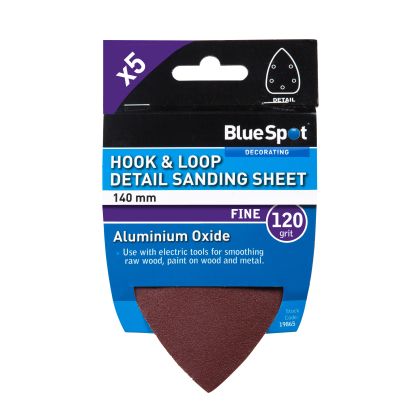 x5
DETAIL
BlueSpot
DECORATING
HOOK & LOOP
DETAIL SANDING SHEET
140 mm
FINE
120
grit
Aluminium Oxide
• Use with electric tools for smoothing
raw wood, paint on wood and metal.
Stock
Code:
19865